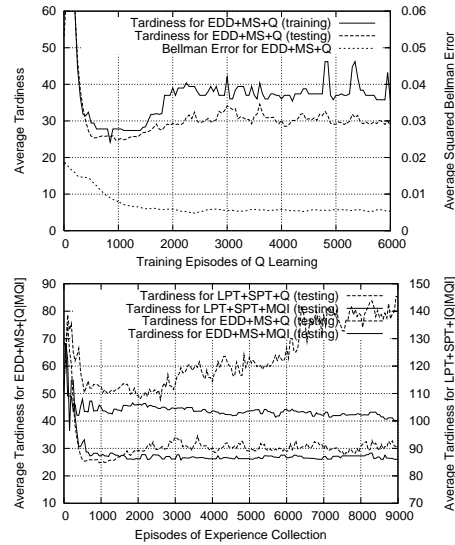 Tardiness for EDD+MS+Q (training)
Tardiness for EDD+MS+Q (testing)
Bellman Error for EDD+MS+Q
Average Tardiness
60
50
40
30
20
10
0
Average Squared Bellman Error
0.06
0.05
0.04
0.03
0.02
0.01
0
0 1000 2000 3000 4000 5000 6000
Training Episodes of Q Learning
Tardiness for LPT+SPT+Q (testing)
Tardiness for LPT+SPT+MQI (testing)
Tardiness for EDD+MS+Q (testing)
Tardiness for EDD+MS+MQI (testing)
Average Tardiness for EDD+MS+[Q|MQI]
90
80
70
60
50
40
30
20
10
Average Tardiness for LPT+SPT+[Q|MQI]
150
140
130
120
110
100
90
80
70
0 1000 2000 3000 4000 5000 6000 7000 8000 9000
Episodes of Experience Collection